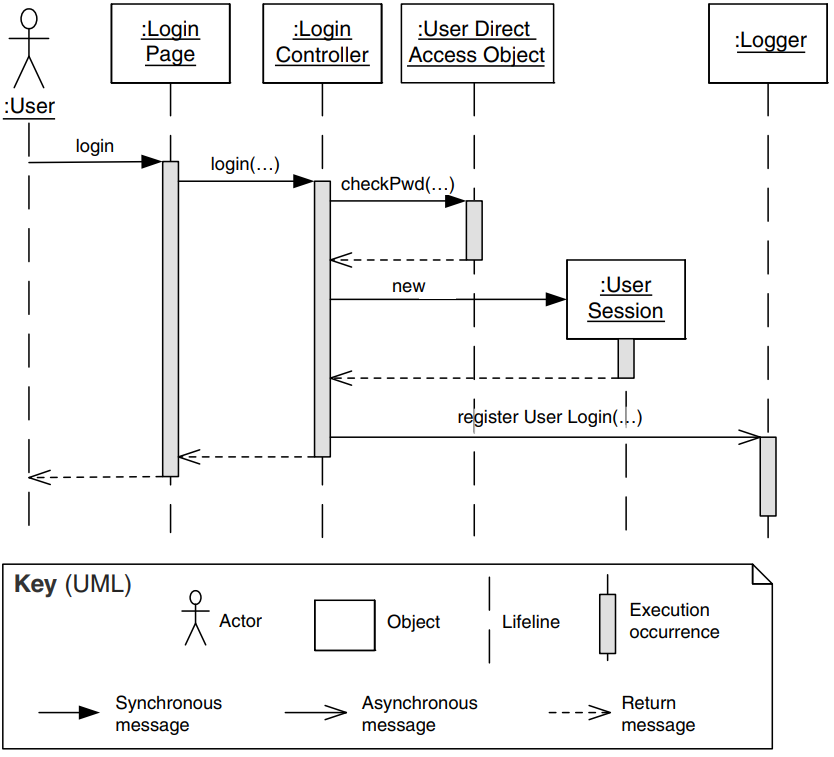 :Login
Page
:Login
Controller
:User Direct
Access Object
:Logger
:User
login
login(…)
checkPwd(…)
new
:User
Session
register User Login(…)
Key (UML)
Actor
Object
Lifeline
Execution
occurrence
Synchronous
message
Asynchronous
message
Return
message